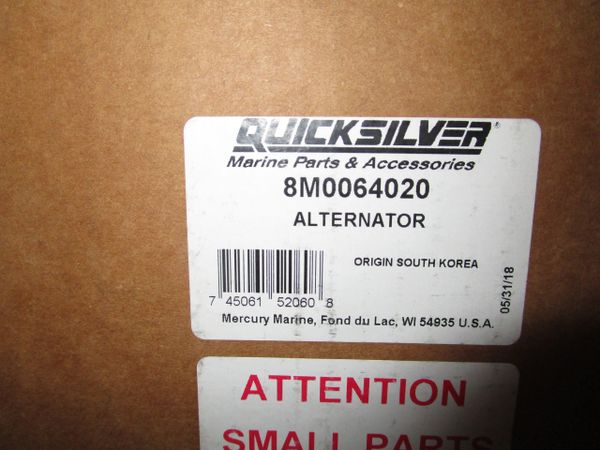 QUICKSILVER®
Marine Parts & Accessories
8M0064020
ALTERNATOR
ORIGIN SOUTH KOREA
05/31/18
7 45061 52060 8
Mercury Marine, Fond du Lac, WI 54935 U.S.A.
ATTENTION
SMALL PARTS